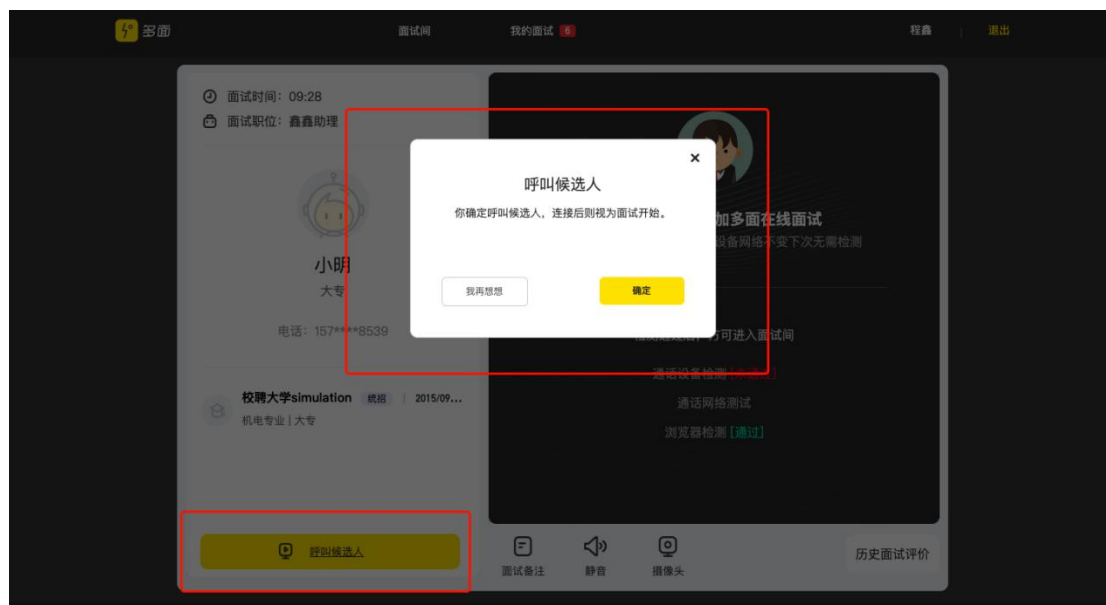 多面
面试间
我的面试 6
程鑫
退出
面试时间：09:28
面试职位：鑫鑫助理
小明
大专
电话：157****8539
校聘大学simulation 统招 2015/09...
机电专业 | 大专
呼叫候选人
呼叫候选人
你确定呼叫候选人，连接后则视为面试开始。
我再想想
确定
加多面在线面试
设备网络不变下次无需检测
方可进入面试间
通话设备检测
通话网络测试
浏览器检测 [通过]
面试备注
静音
摄像头
历史面试评价